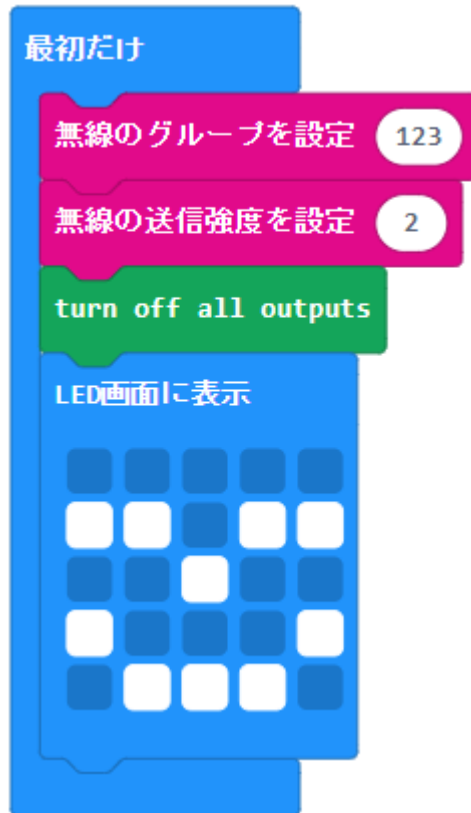 最初だけ
無線のグループを設定 123
無線の送信強度を設定 2
turn off all outputs
LED画面に表示